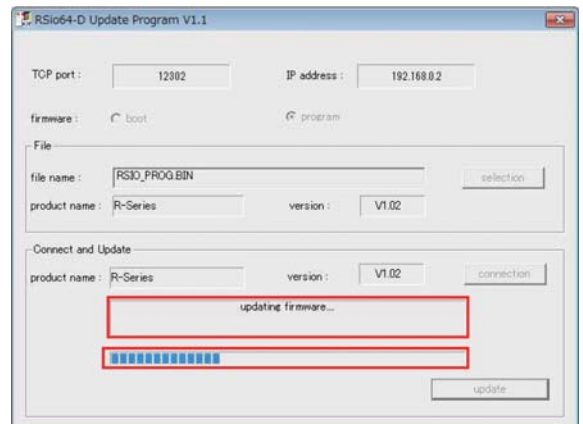 RSio64-D Update Program V1.1
TCP port : 12302 IP address : 192.168.0.2
firmware : boot program
File
file name : RSIO_PROG.BIN selection
product name : R-Series version : V1.02
Connect and Update
product name : R-Series version : V1.02 connection
updating firmware...
update